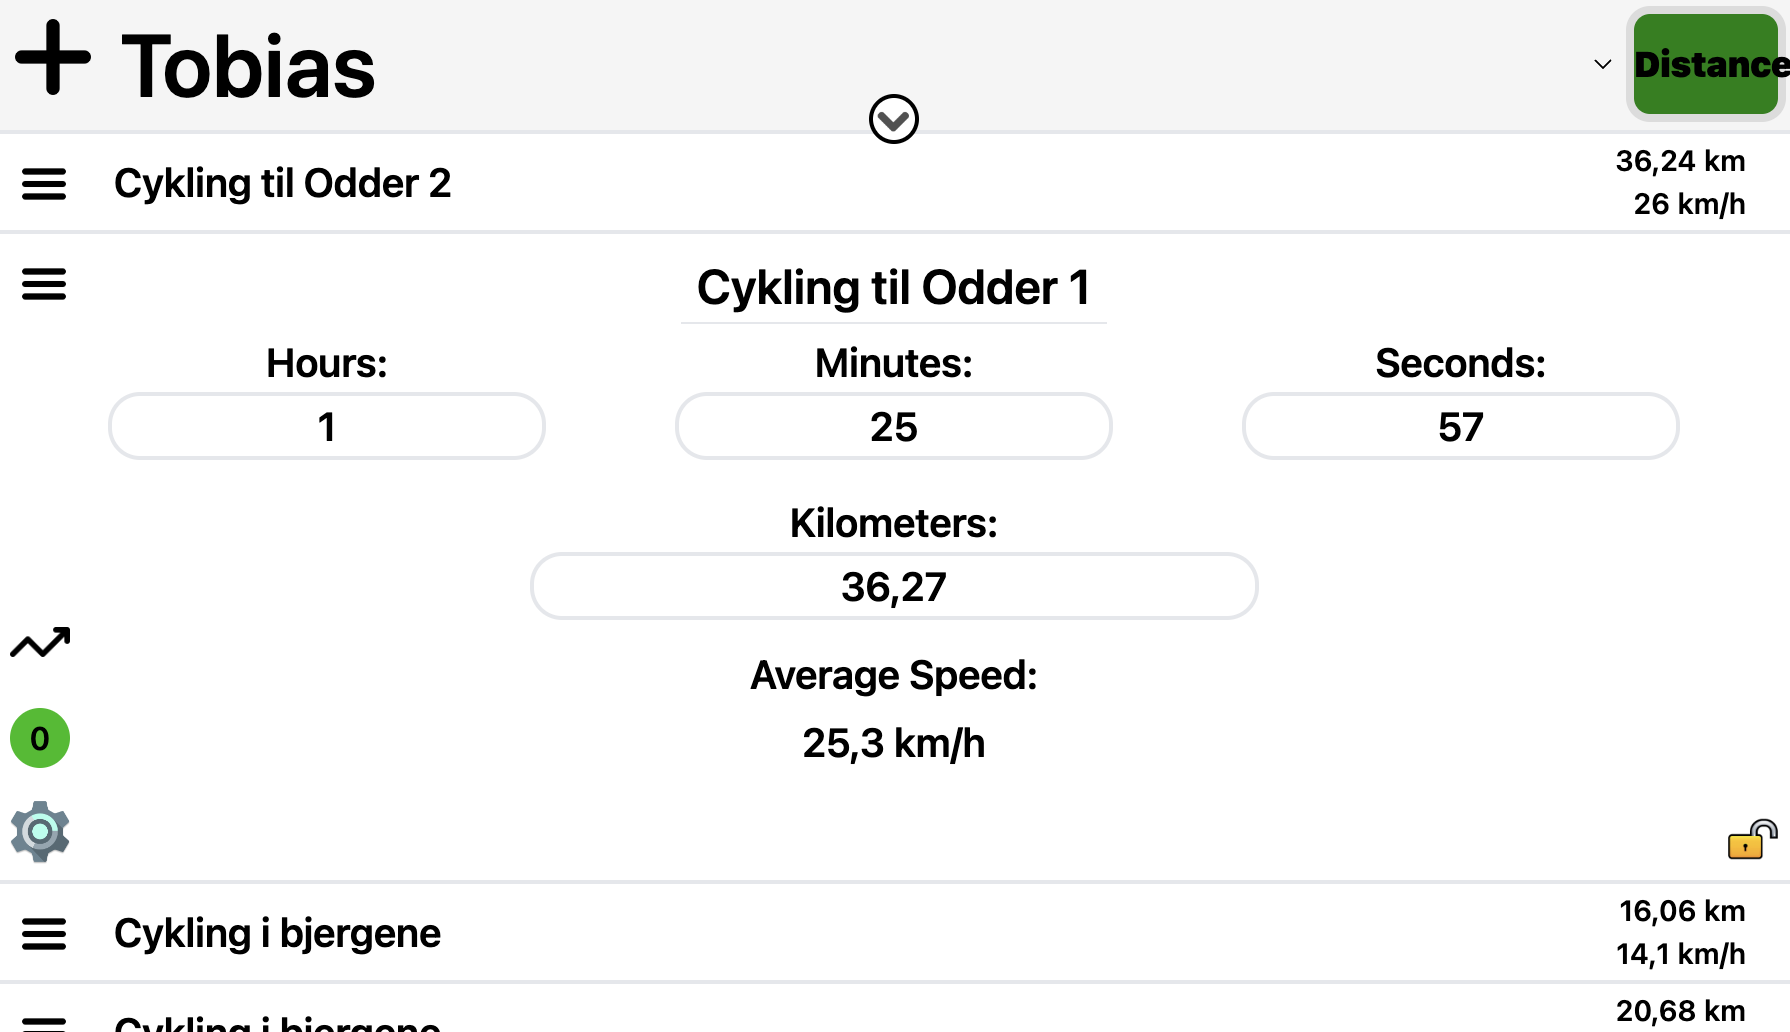 Tobias
Distance
Cykling til Odder 2
36,24 km
26 km/h
Cykling til Odder 1
Hours: Minutes: Seconds:
1 25 57
Kilometers:
36,27
Average Speed:
0
25,3 km/h
Cykling i bjergene
16,06 km
14,1 km/h
Cykling i bjergene
20,68 km